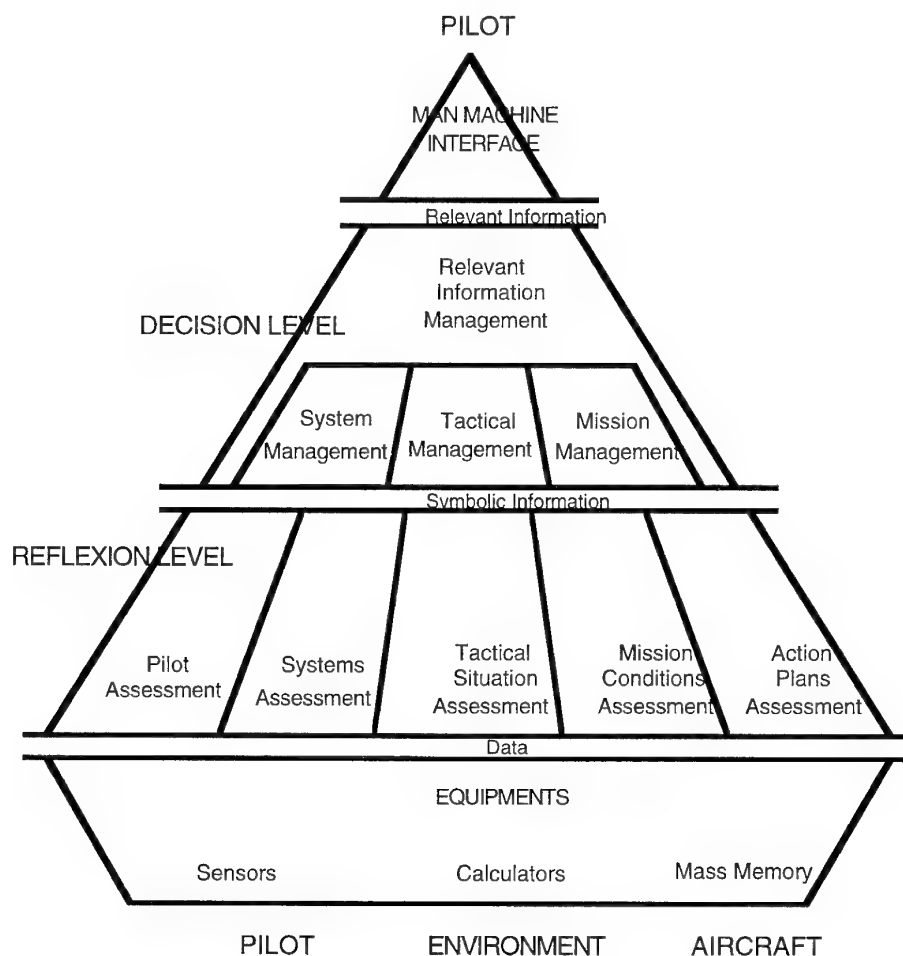 PILOT
MAN MACHINE
INTERFACE
Relevant Information
Relevant
Information
Management
DECISION LEVEL
System
Management
Tactical
Management
Mission
Management
Symbolic Information
REFLEXION LEVEL
Pilot
Assessment
Systems
Assessment
Tactical
Situation
Assessment
Mission
Conditions
Assessment
Action
Plans
Assessment
Data
EQUIPMENTS
Sensors
Calculators
Mass Memory
PILOT
ENVIRONMENT
AIRCRAFT